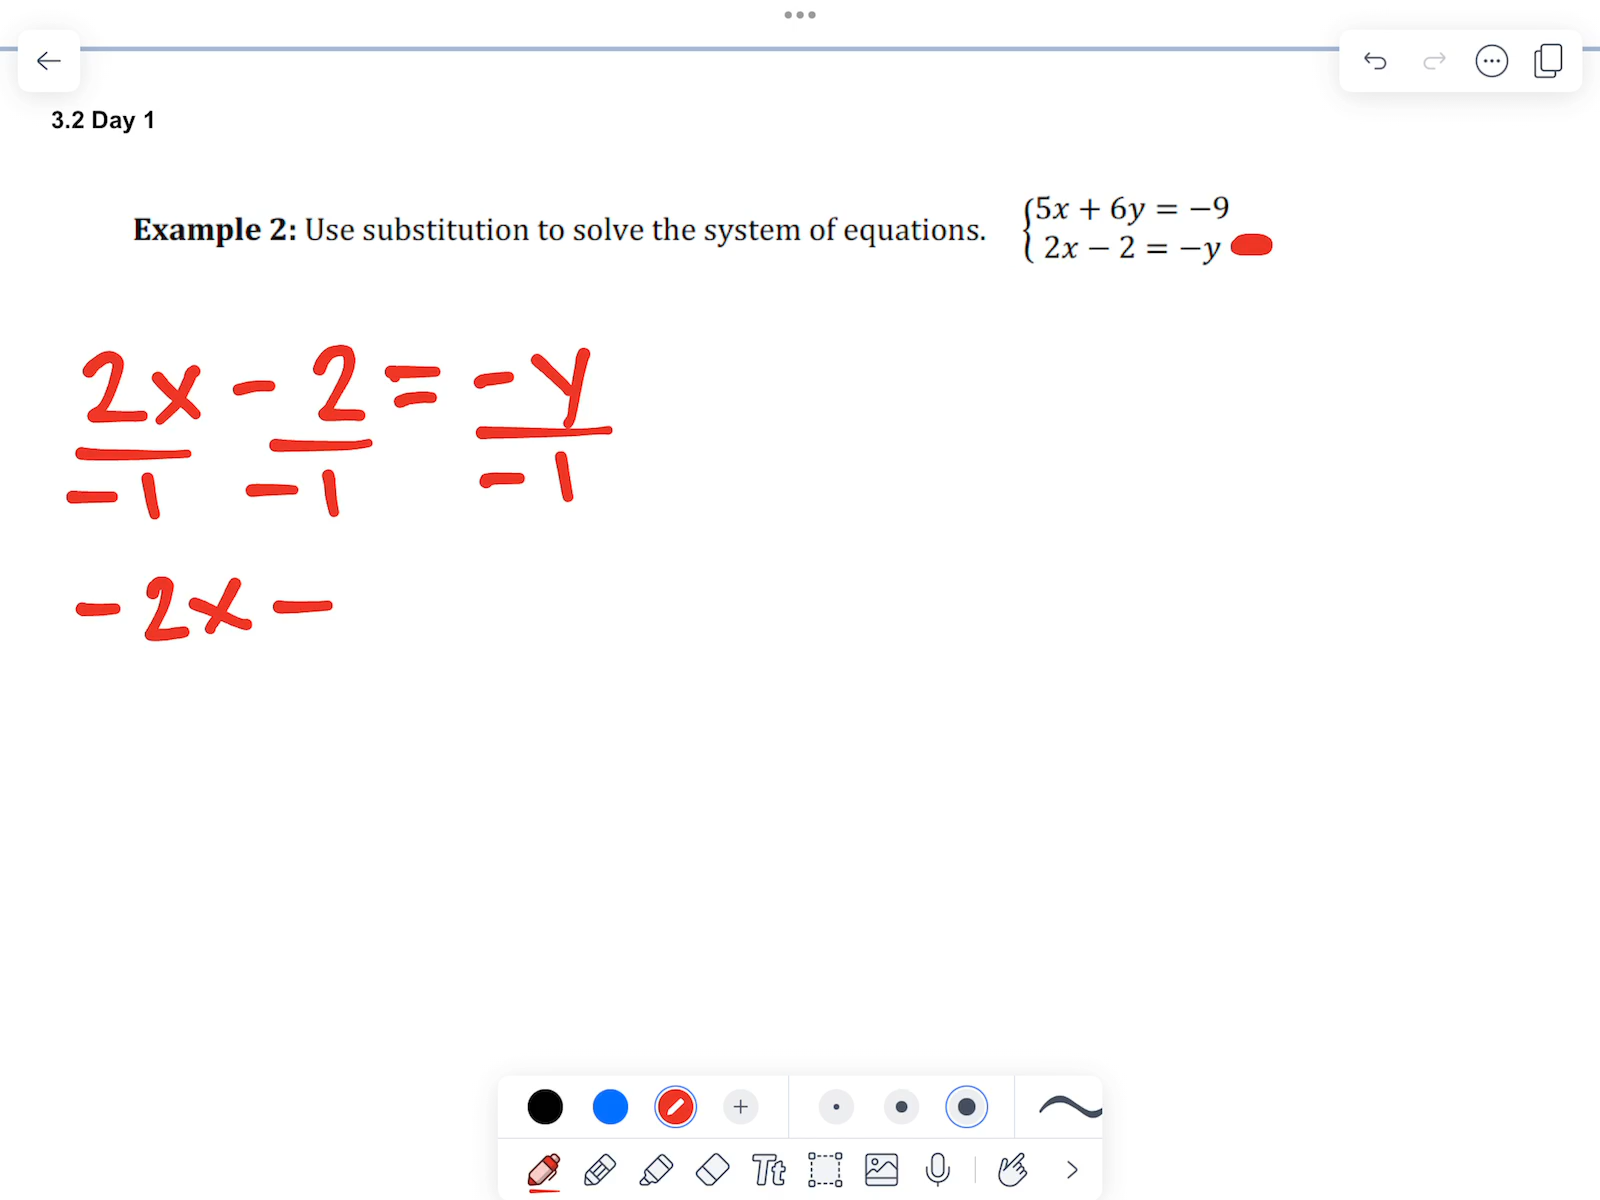 3.2 Day 1
Example 2: Use substitution to solve the system of equations.
5x + 6y = −9
2x − 2 = −y
2x - 2 = -y
-1 -1 -1
-2x -
Tt